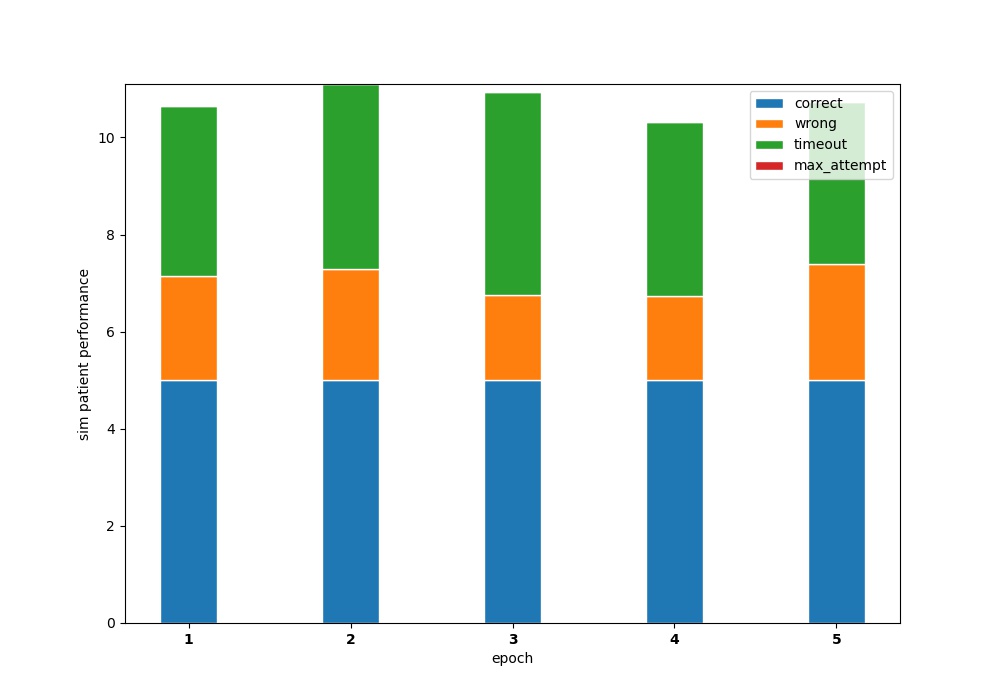 correct
wrong
timeout
max_attempt
10
8
6
4
2
0
sim patient performance
1 2 3 4 5
epoch